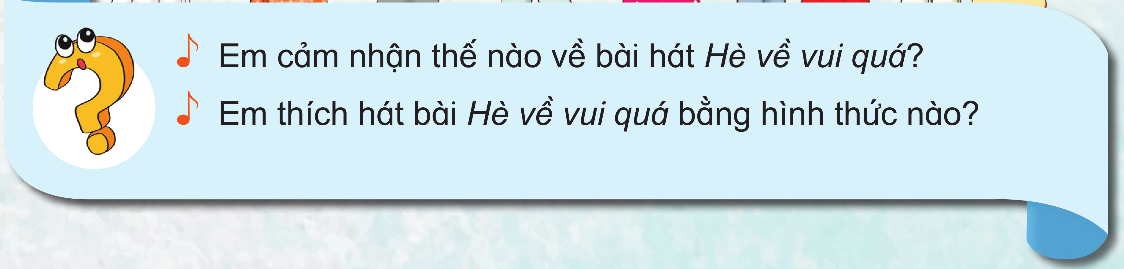 Em cảm nhận thế nào về bài hát Hè về vui quá?
Em thích hát bài Hè về vui quá bằng hình thức nào?